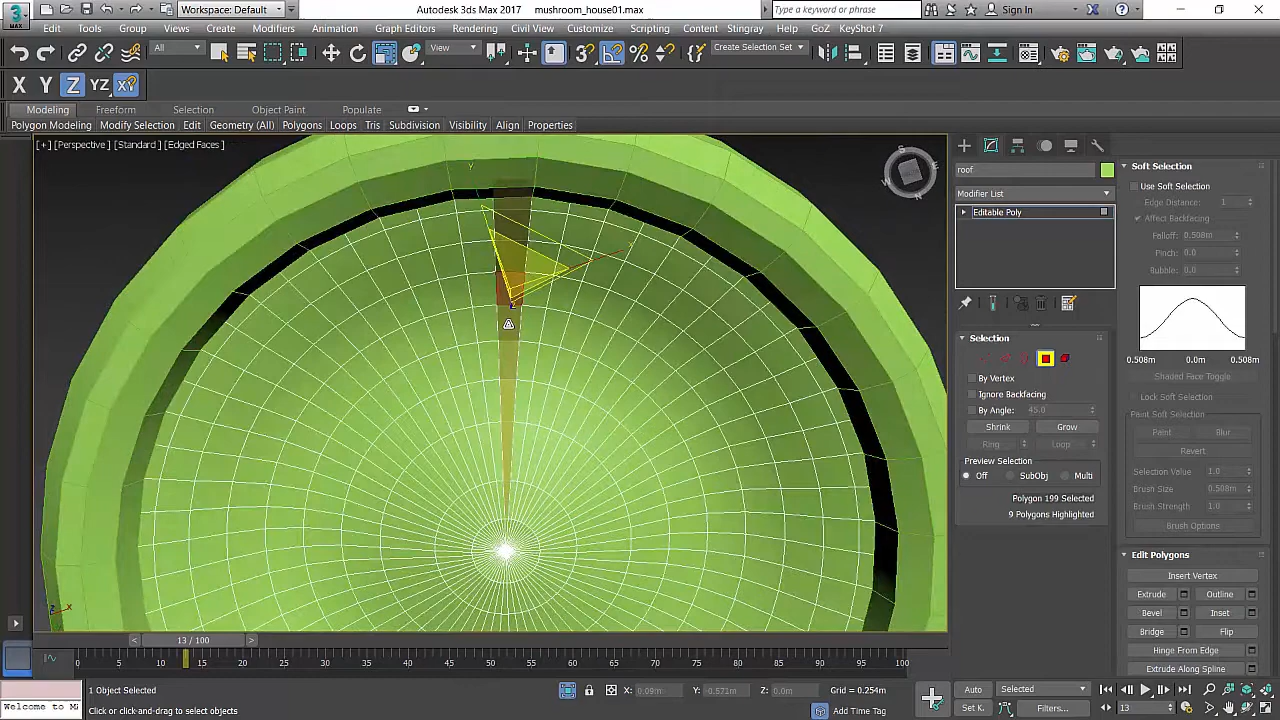 Workspace: Default
Autodesk 3ds Max 2017 mushroom_house01.max
Type a keyword or phrase
Sign In
MAX
Edit Tools Group Views Create Modifiers Animation Graph Editors Rendering Civil View Customize Scripting Content Stingray Help GoZ KeyShot 7
All
View
Create Selection Set
X Y Z YZ XY
Modeling Freeform Selection Object Paint Populate
Polygon Modeling Modify Selection Edit Geometry (All) Polygons Loops Tris Subdivision Visibility Align Properties
[ + ] [Perspective ] [Standard ] [Edged Faces ]
roof
Modifier List
Editable Poly
Selection
By Vertex
Ignore Backfacing
By Angle: 45.0
Shrink Grow
Ring Loop
Preview Selection
Off SubObj Multi
Polygon 199 Selected
9 Polygons Highlighted
Soft Selection
Use Soft Selection
Edge Distance: 1
Affect Backfacing
Falloff: 0.508m
Pinch: 0.0
Bubble: 0.0
0.508m 0.0m 0.508m
Shaded Face Toggle
Lock Soft Selection
Paint Soft Selection
Paint Blur
Revert
Selection Value 1.0
Brush Size 0.508m
Brush Strength 1.0
Brush Options
Edit Polygons
Insert Vertex
Extrude Outline
Bevel Inset
Bridge Flip
Hinge From Edge
Extrude Along Spline
13 / 100
0 5 10 15 20 25 30 35 40 45 50 55 60 65 70 75 80 85 90 95 100
1 Object Selected
X: 0.09m Y: -0.571m Z: 0.0m Grid = 0.254m
Auto Selected
Welcome to M
Click or click-and-drag to select objects
Add Time Tag
Set K. Filters... 13